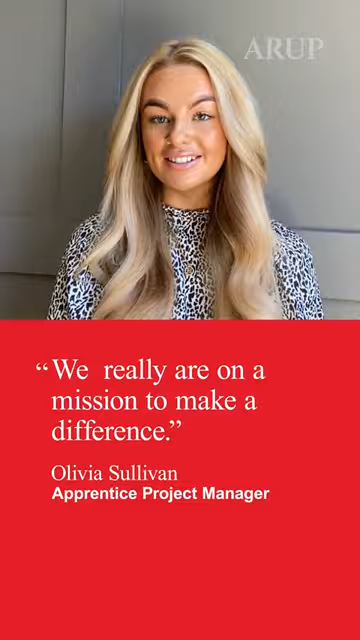 ARUP
“We  really are on a
mission to make a
difference.”
Olivia Sullivan
Apprentice Project Manager